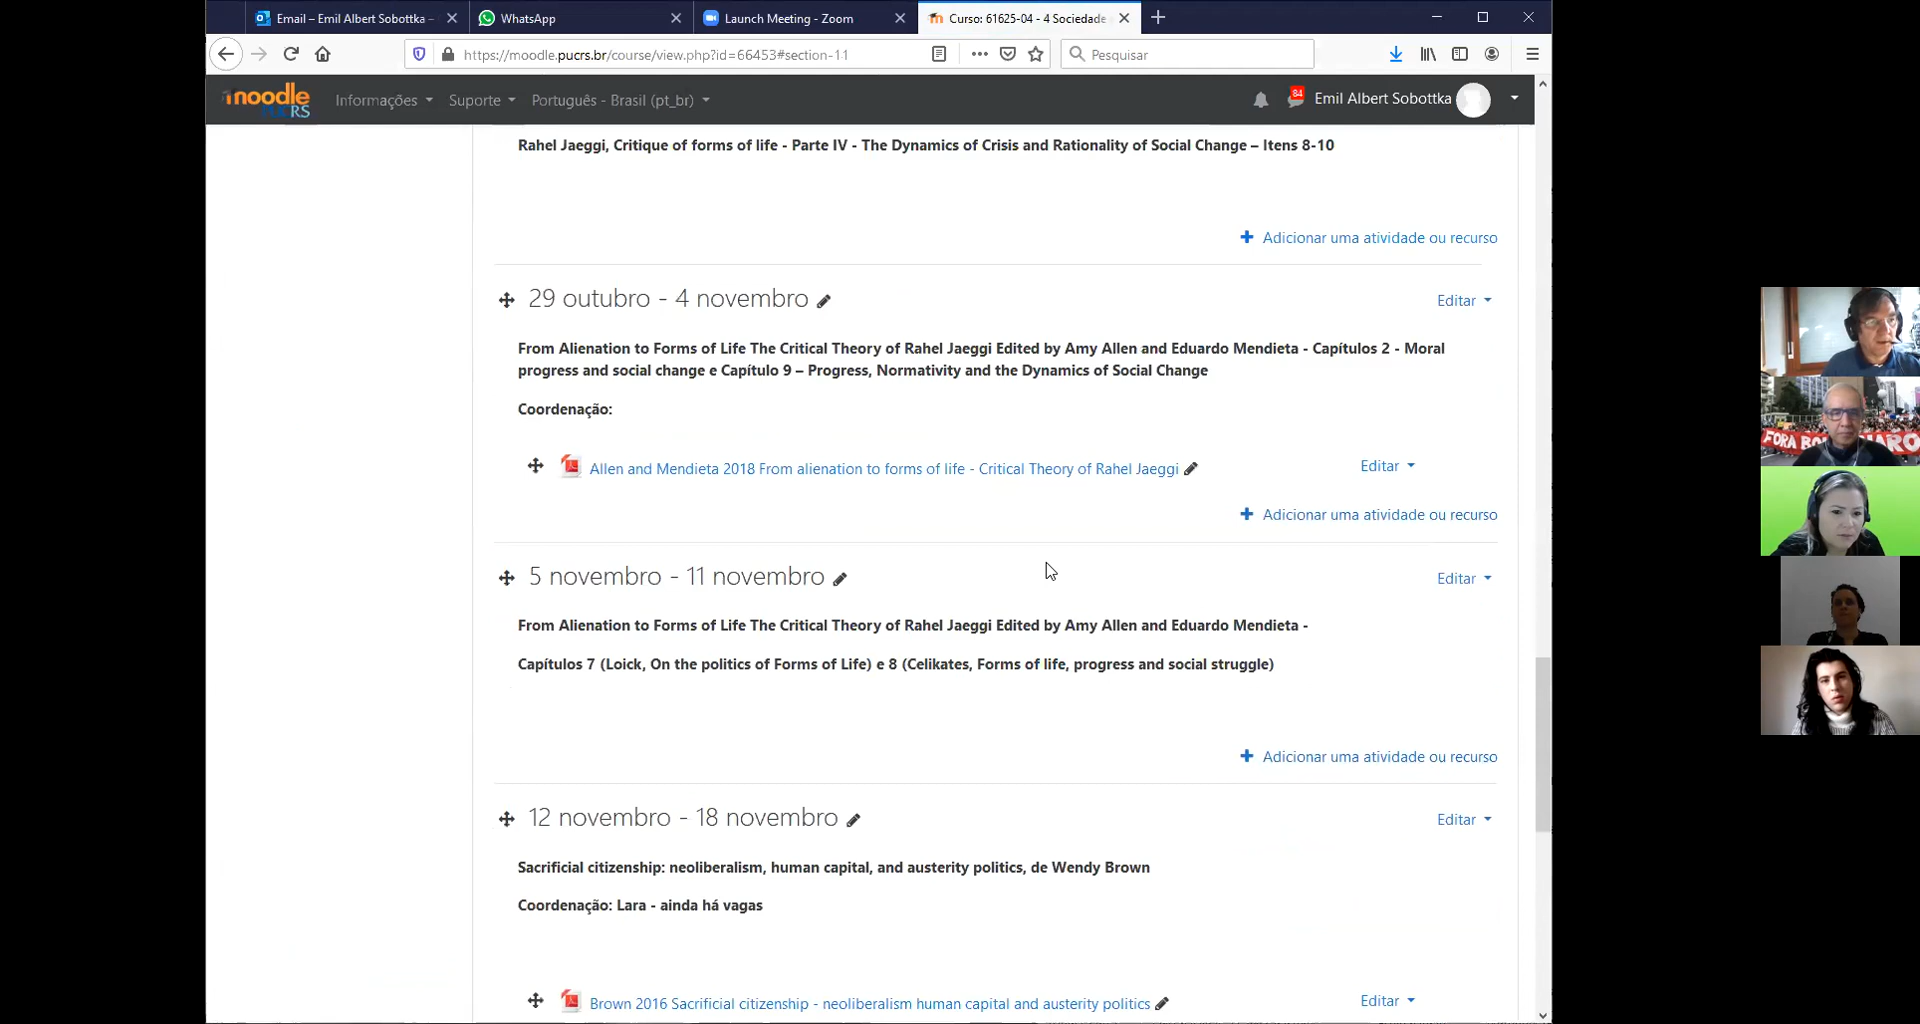 Email – Emil Albert Sobottka –
WhatsApp
Launch Meeting - Zoom
Curso: 61625-04 - 4 Sociedade
https://moodle.pucrs.br/course/view.php?id=66453#section-11
Pesquisar
moodle
PUCRS
Informações
Suporte
Português - Brasil (pt_br)
84
Emil Albert Sobottka
Rahel Jaeggi, Critique of forms of life - Parte IV - The Dynamics of Crisis and Rationality of Social Change – Itens 8-10
Adicionar uma atividade ou recurso
29 outubro - 4 novembro
Editar
From Alienation to Forms of Life The Critical Theory of Rahel Jaeggi Edited by Amy Allen and Eduardo Mendieta - Capítulos 2 - Moral
progress and social change e Capítulo 9 – Progress, Normativity and the Dynamics of Social Change
Coordenação:
Allen and Mendieta 2018 From alienation to forms of life - Critical Theory of Rahel Jaeggi
Editar
Adicionar uma atividade ou recurso
5 novembro - 11 novembro
Editar
From Alienation to Forms of Life The Critical Theory of Rahel Jaeggi Edited by Amy Allen and Eduardo Mendieta -
Capítulos 7 (Loick, On the politics of Forms of Life) e 8 (Celikates, Forms of life, progress and social struggle)
Adicionar uma atividade ou recurso
12 novembro - 18 novembro
Editar
Sacrificial citizenship: neoliberalism, human capital, and austerity politics, de Wendy Brown
Coordenação: Lara - ainda há vagas
Brown 2016 Sacrificial citizenship - neoliberalism human capital and austerity politics
Editar